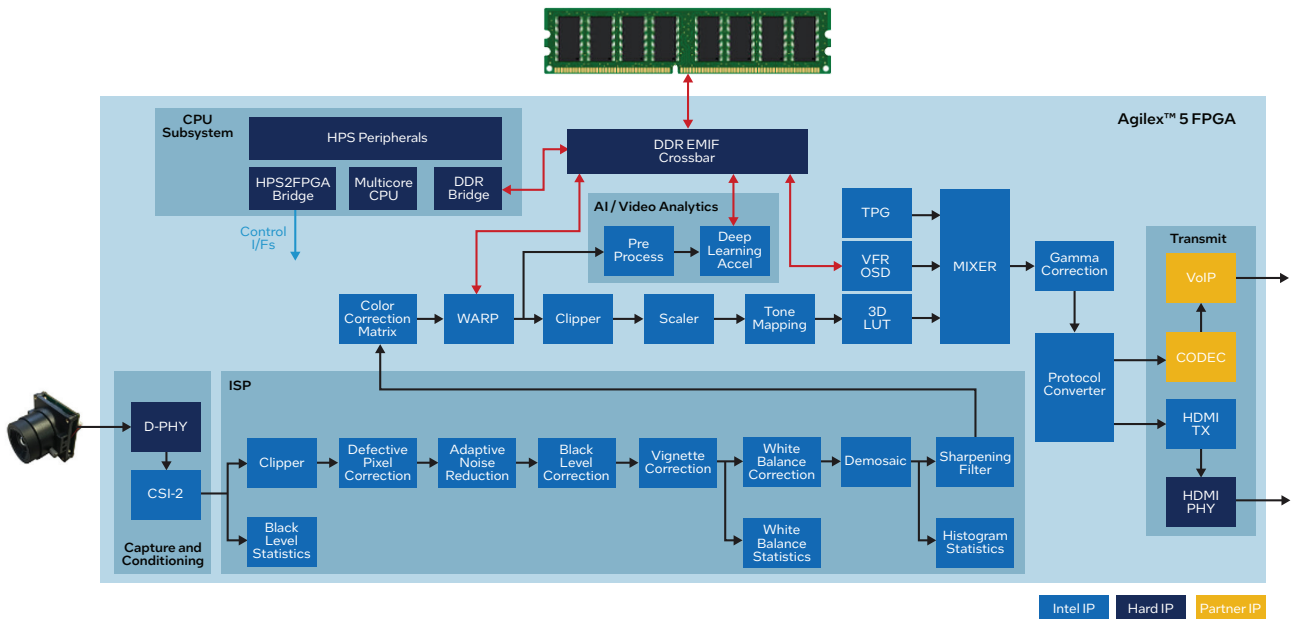 CPU
Subsystem
HPS Peripherals
HPS2FPGA
Bridge
Multicore
CPU
DDR
Bridge
Control
I/Fs
DDR EMIF
Crossbar
Agilex™ 5 FPGA
AI / Video Analytics
Pre
Process
Deep
Learning
Accel
TPG
VFR
OSD
3D
LUT
MIXER
Gamma
Correction
Color
Correction
Matrix
WARP
Clipper
Scaler
Tone
Mapping
Protocol
Converter
Transmit
VoIP
CODEC
HDMI
TX
HDMI
PHY
D-PHY
CSI-2
Capture and
Conditioning
ISP
Clipper
Defective
Pixel
Correction
Adaptive
Noise
Reduction
Black
Level
Correction
Vignette
Correction
White
Balance
Correction
Demosaic
Sharpening
Filter
Black
Level
Statistics
White
Balance
Statistics
Histogram
Statistics
Intel IP
Hard IP
Partner IP